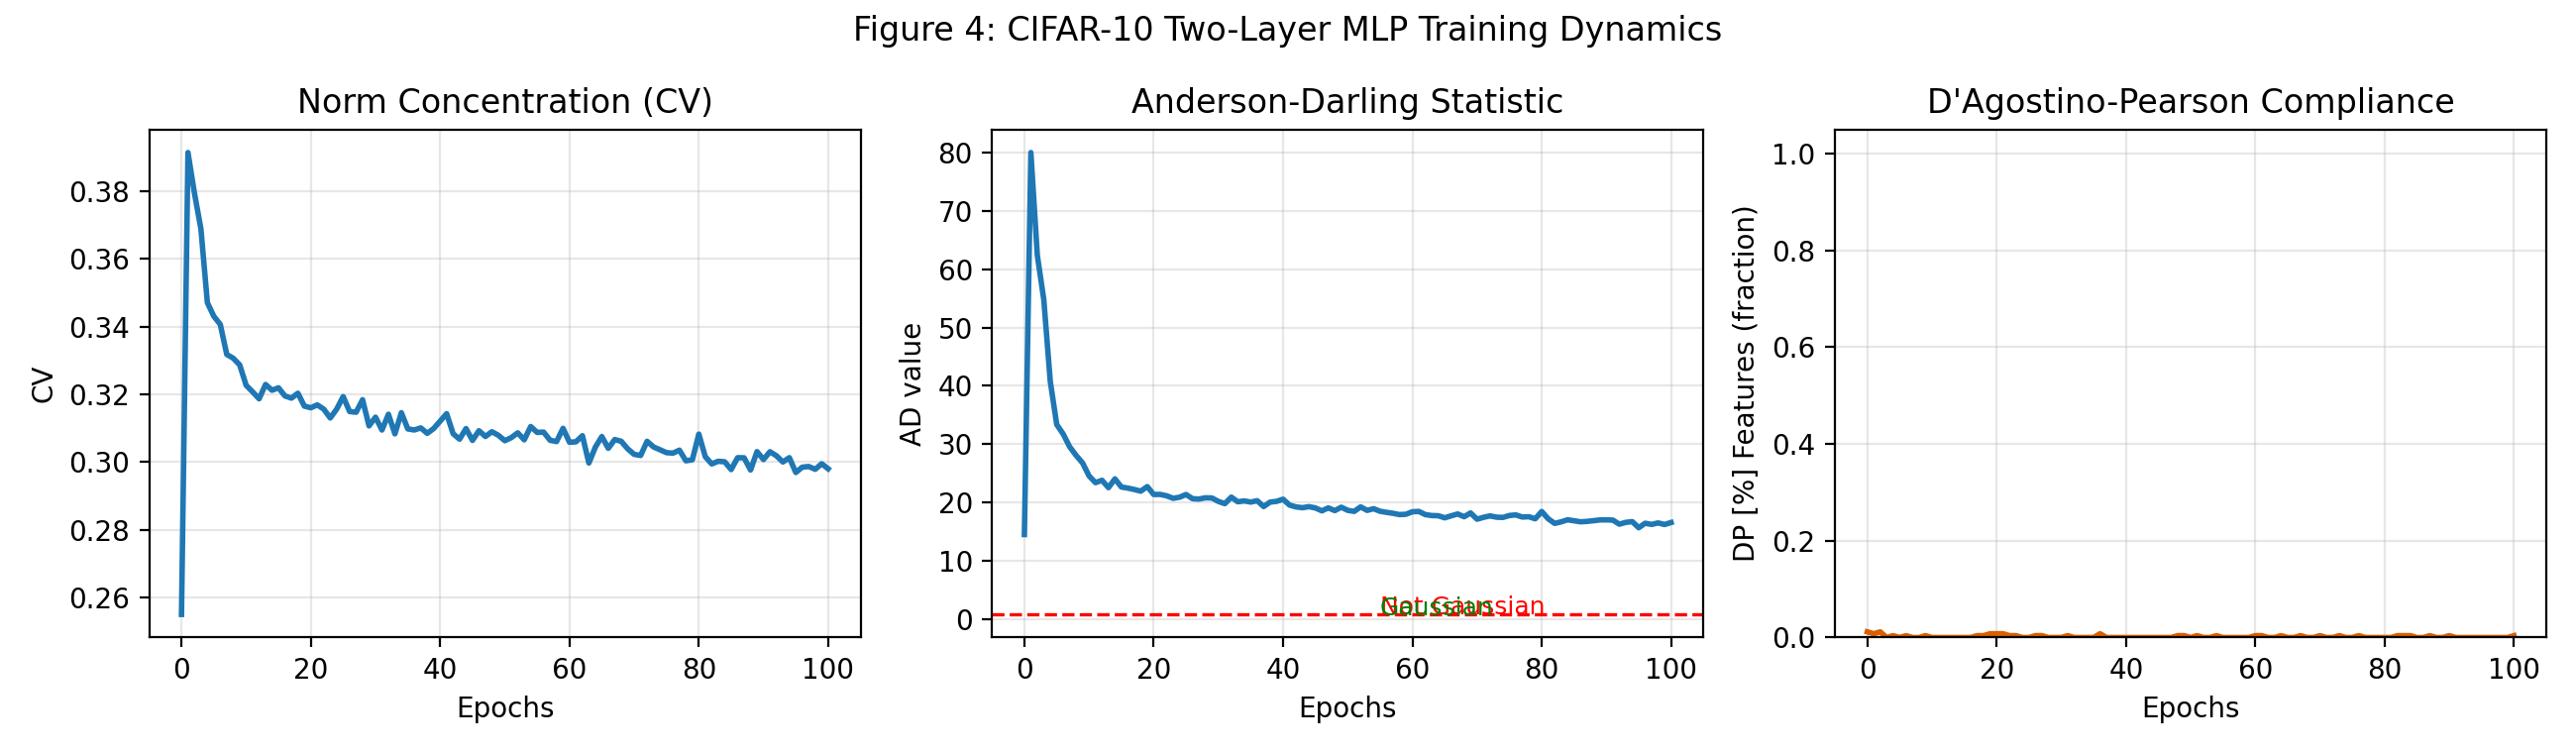 Figure 4: CIFAR-10 Two-Layer MLP Training Dynamics
Norm Concentration (CV)
CV
0.38
0.36
0.34
0.32
0.30
0.28
0.26
0 20 40 60 80 100
Epochs
Anderson-Darling Statistic
AD value
80
70
60
50
40
30
20
10
0
Not Gaussian
Gaussian
0 20 40 60 80 100
Epochs
D'Agostino-Pearson Compliance
DP [%] Features (fraction)
1.0
0.8
0.6
0.4
0.2
0.0
0 20 40 60 80 100
Epochs